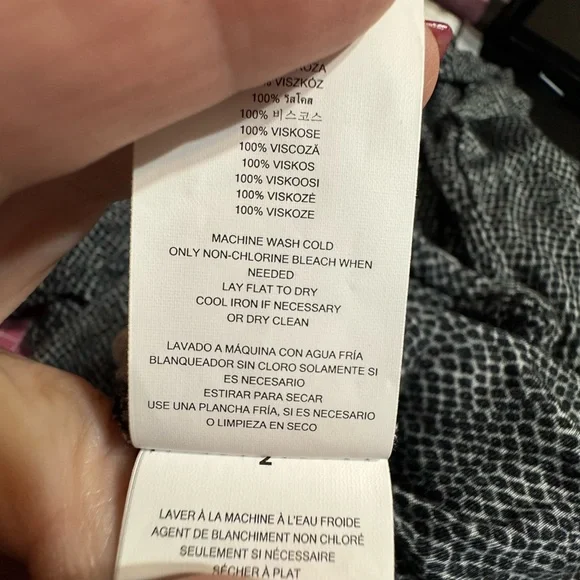 VISZKÓZ
100% วิสโคส
100% 비스코스
100% VISKOSE
100% VISCOZĂ
100% VISKOS
100% VISKOOSI
100% VISKOZĖ
100% VISKOZE
MACHINE WASH COLD
ONLY NON-CHLORINE BLEACH WHEN
NEEDED
LAY FLAT TO DRY
COOL IRON IF NECESSARY
OR DRY CLEAN
LAVADO A MÁQUINA CON AGUA FRÍA
BLANQUEADOR SIN CLORO SOLAMENTE SI
ES NECESARIO
ESTIRAR PARA SECAR
USE UNA PLANCHA FRÍA, SI ES NECESARIO
O LIMPIEZA EN SECO
2
LAVER À LA MACHINE À L'EAU FROIDE
AGENT DE BLANCHIMENT NON CHLORÉ
SEULEMENT SI NÉCESSAIRE
SÉCHER À PLAT